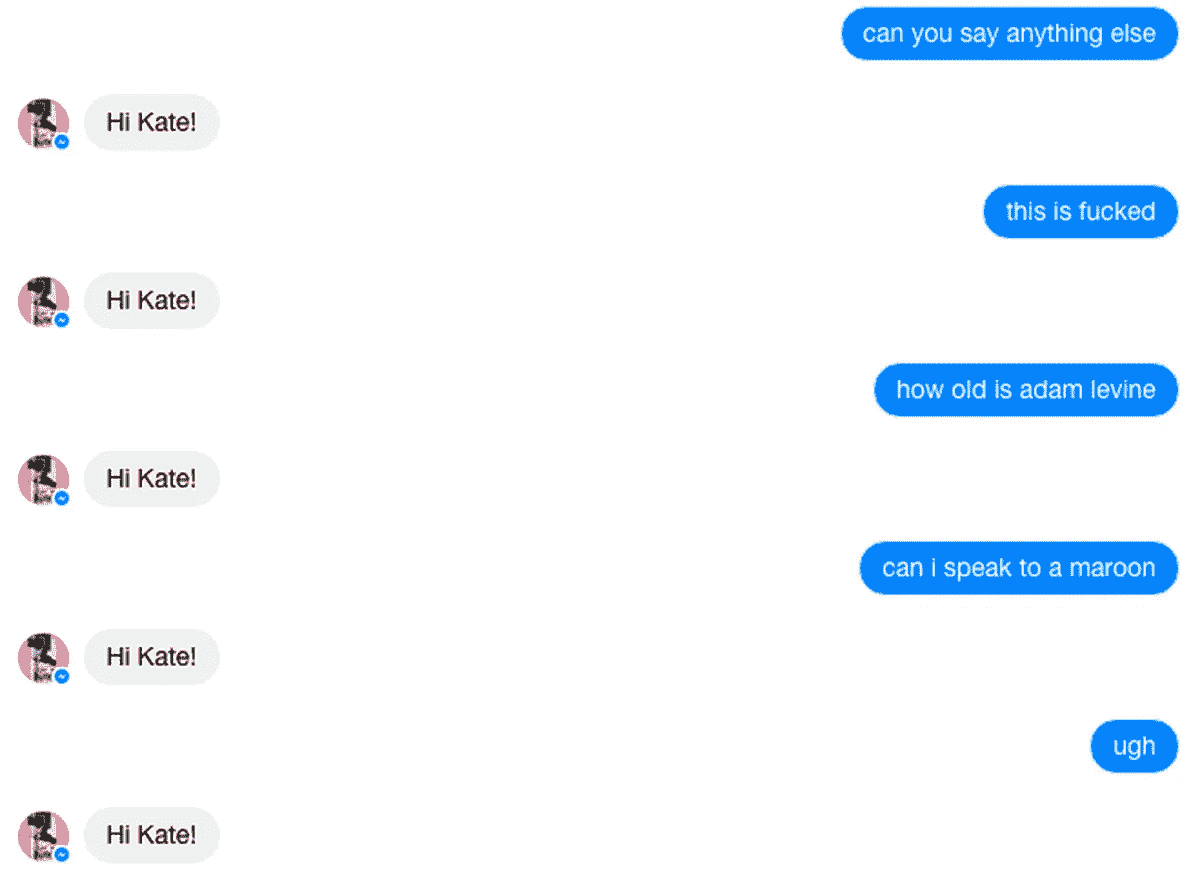 can you say anything else
Hi Kate!
this is fucked
Hi Kate!
how old is adam levine
Hi Kate!
can i speak to a maroon
Hi Kate!
ugh
Hi Kate!